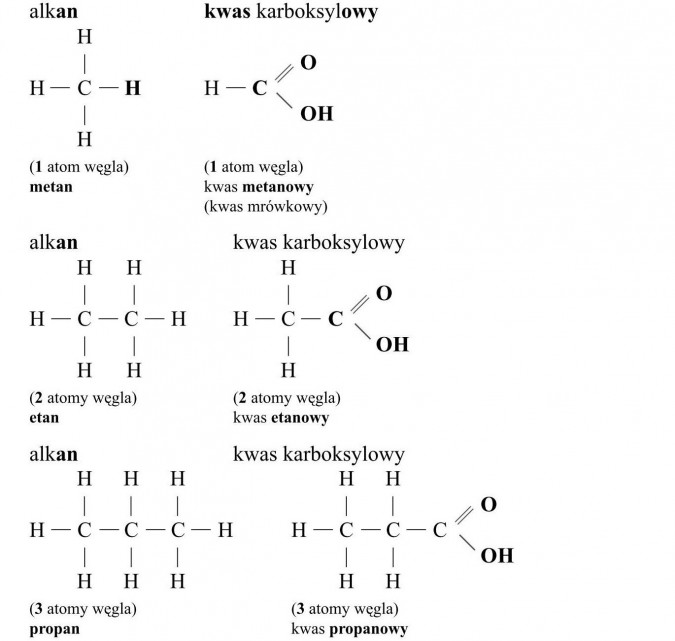 alkan kwas karboksylowy
H
|
O
H — C — H H — C
OH
|
H
(1 atom węgla) (1 atom węgla)
metan kwas metanowy
(kwas mrówkowy)
alkan kwas karboksylowy
H H H
| | | O
H — C — C — H H — C — C
| | | OH
H H H
(2 atomy węgla) (2 atomy węgla)
etan kwas etanowy
alkan kwas karboksylowy
H H H H H
| | | | | O
H — C — C — C — H H — C — C — C
| | | | | OH
H H H H H
(3 atomy węgla) (3 atomy węgla)
propan kwas propanowy